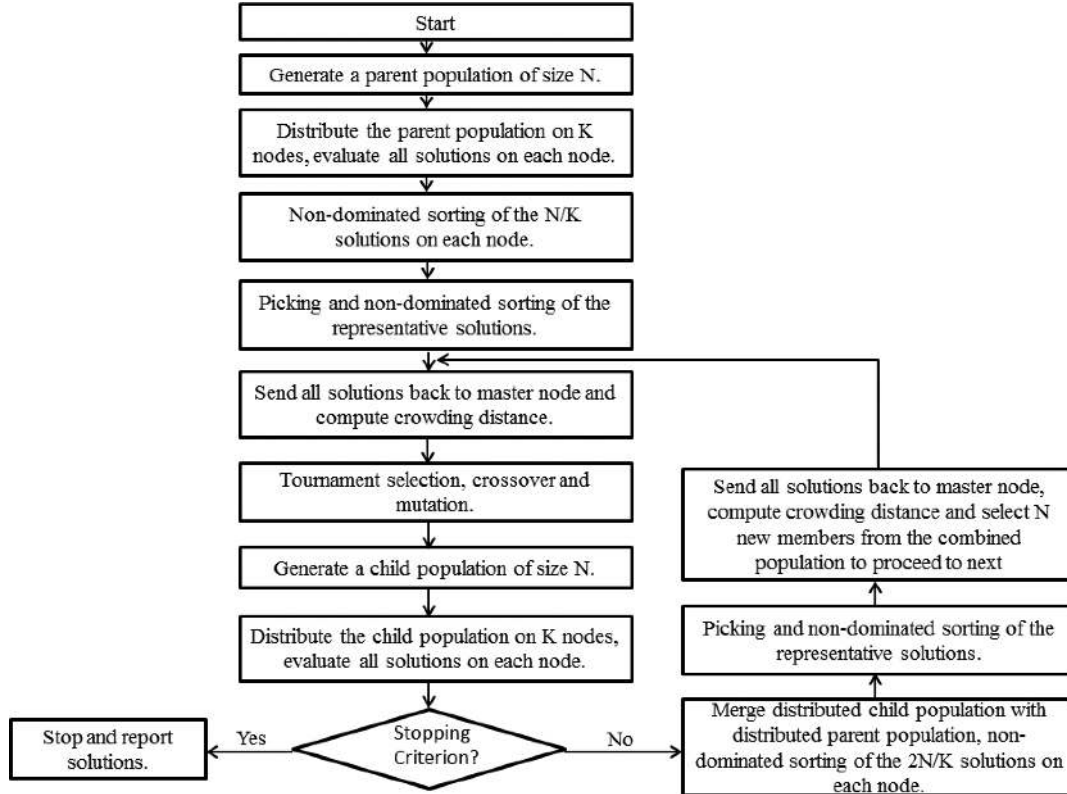 Start
Generate a parent population of size N.
Distribute the parent population on K
nodes, evaluate all solutions on each node.
Non-dominated sorting of the N/K
solutions on each node.
Picking and non-dominated sorting of the
representative solutions.
Send all solutions back to master node and
compute crowding distance.
Tournament selection, crossover and
mutation.
Generate a child population of size N.
Distribute the child population on K nodes,
evaluate all solutions on each node.
Stopping
Criterion?
Yes
Stop and report
solutions.
No
Merge distributed child population with
distributed parent population, non-
dominated sorting of the 2N/K solutions on
each node.
Picking and non-dominated sorting of the
representative solutions.
Send all solutions back to master node,
compute crowding distance and select N
new members from the combined
population to proceed to next